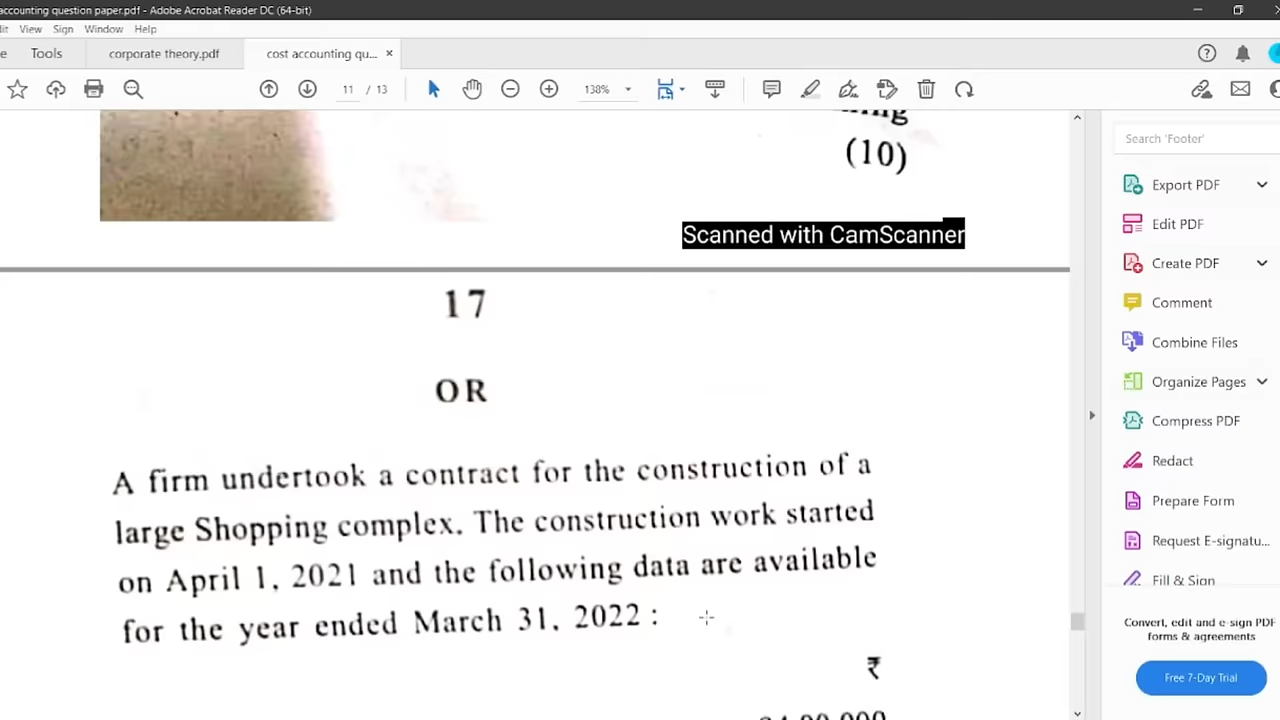 accounting question paper.pdf - Adobe Acrobat Reader DC (64-bit)
View Sign Window Help
Tools corporate theory.pdf cost accounting qu... ×
11 / 13 138%
(10)
Search 'Footer'
Export PDF
Edit PDF
Create PDF
Comment
Combine Files
Organize Pages
Compress PDF
Redact
Prepare Form
Request E-signatu...
Fill & Sign
Convert, edit and e-sign PDF
forms & agreements
Free 7-Day Trial
Scanned with CamScanner
17
OR
A firm undertook a contract for the construction of a
large Shopping complex. The construction work started
on April 1, 2021 and the following data are available
for the year ended March 31, 2022 :
₹